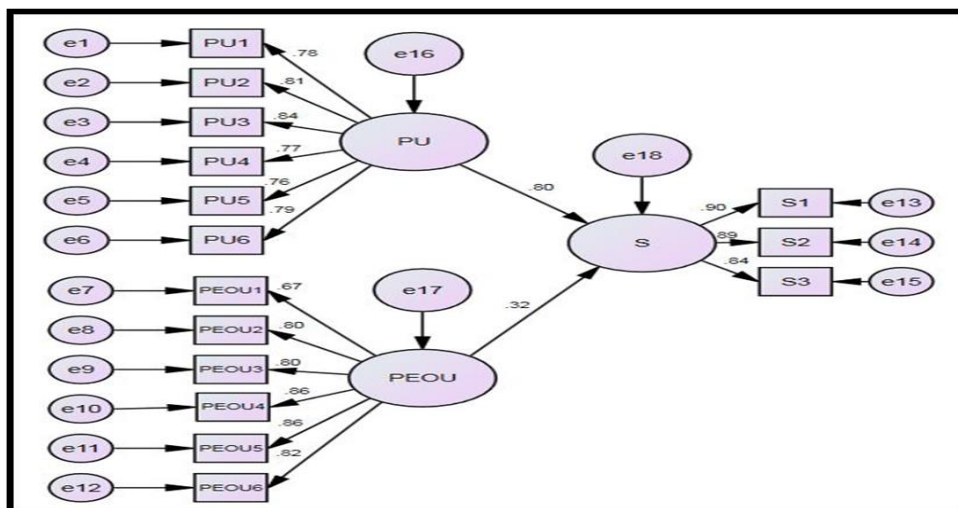 e1 PU1 .78
e16
e2 PU2 .81
e3 PU3 .84
PU
e4 PU4 .77
e18
e5 PU5 .76
.80
.90 S1 e13
e6 PU6 .79
S .89 S2 e14
.84 S3 e15
e7 PEOU1 .67
e17
.32
e8 PEOU2 .80
e9 PEOU3 .80
PEOU
e10 PEOU4 .86
e11 PEOU5 .86
e12 PEOU6 .82